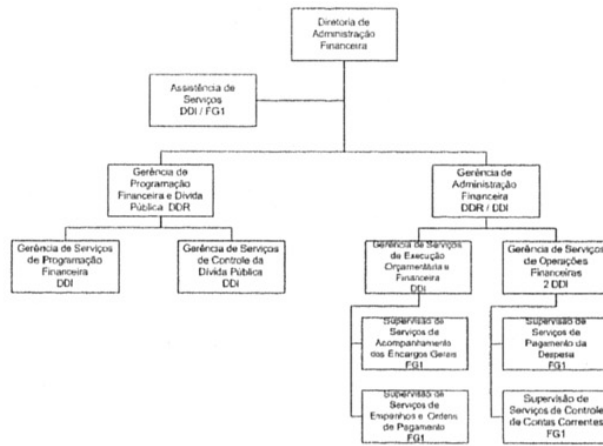 Diretoria de
Administração
Financeira
Assistência de
Serviços
DDI / FG1
Gerência de
Programação
Financeira e Dívida
Pública DDR
Gerência de
Administração
Financeira
DDR / DDI
Gerência de Serviços
de Programação
Financeira
DDI
Gerência de Serviços
de Controle da
Dívida Pública
DDI
Gerência de Serviços
de Execução
Orçamentária e
Financeira
DDI
Gerência de Serviços
de Operações
Financeiras
2 DDI
Supervisão de
Serviços de
Acompanhamento
dos Encargos Gerais
FG1
Supervisão de
Serviços de
Pagamento da
Despesa
FG1
Supervisão de
Serviços de
Empenhos e Ordens
de Pagamento
FG1
Supervisão de
Serviços de Controle
de Contas Correntes
FG1